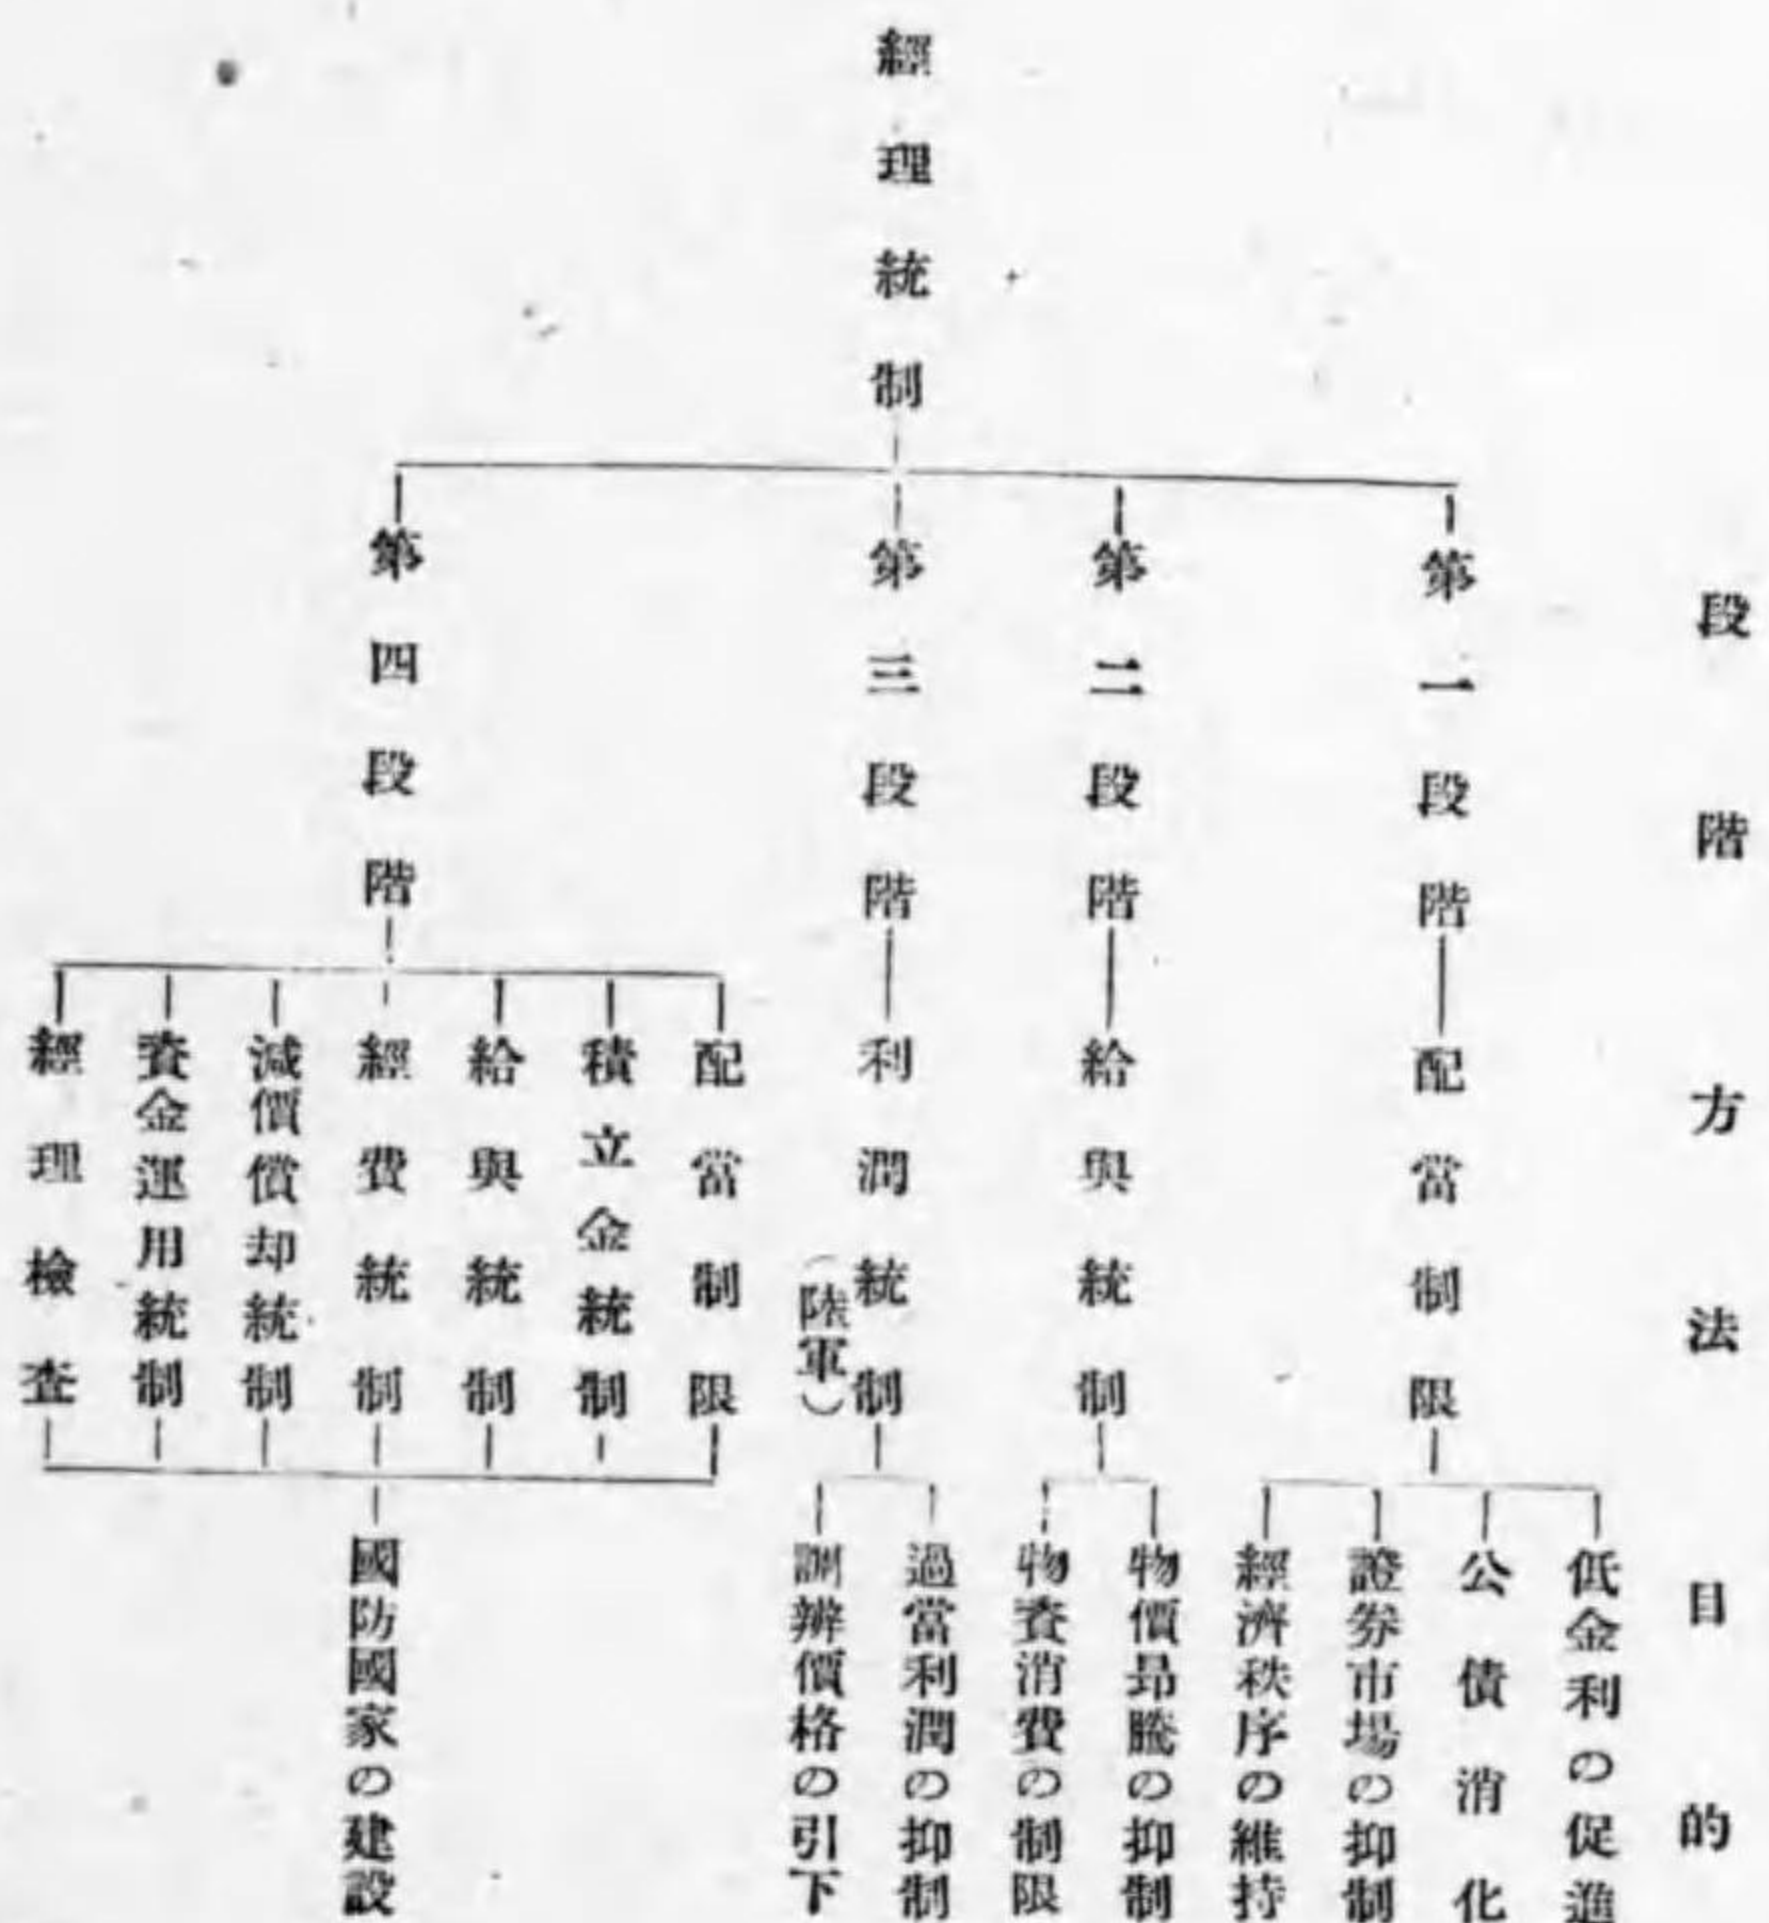 段階
方法
目的
經理統制
第一段階
配當制限
低金利の促進
公債消化
證券市場の抑制
經濟秩序の維持
第二段階
給與統制
物價昻騰の抑制
物資消費の制限
第三段階
利潤統制
(陸軍)
過當利潤の抑制
調辨價格の引下
第四段階
配當制限
積立金統制
給與統制
經費統制
減價償却統制
資金運用統制
經理檢查
國防國家の建設